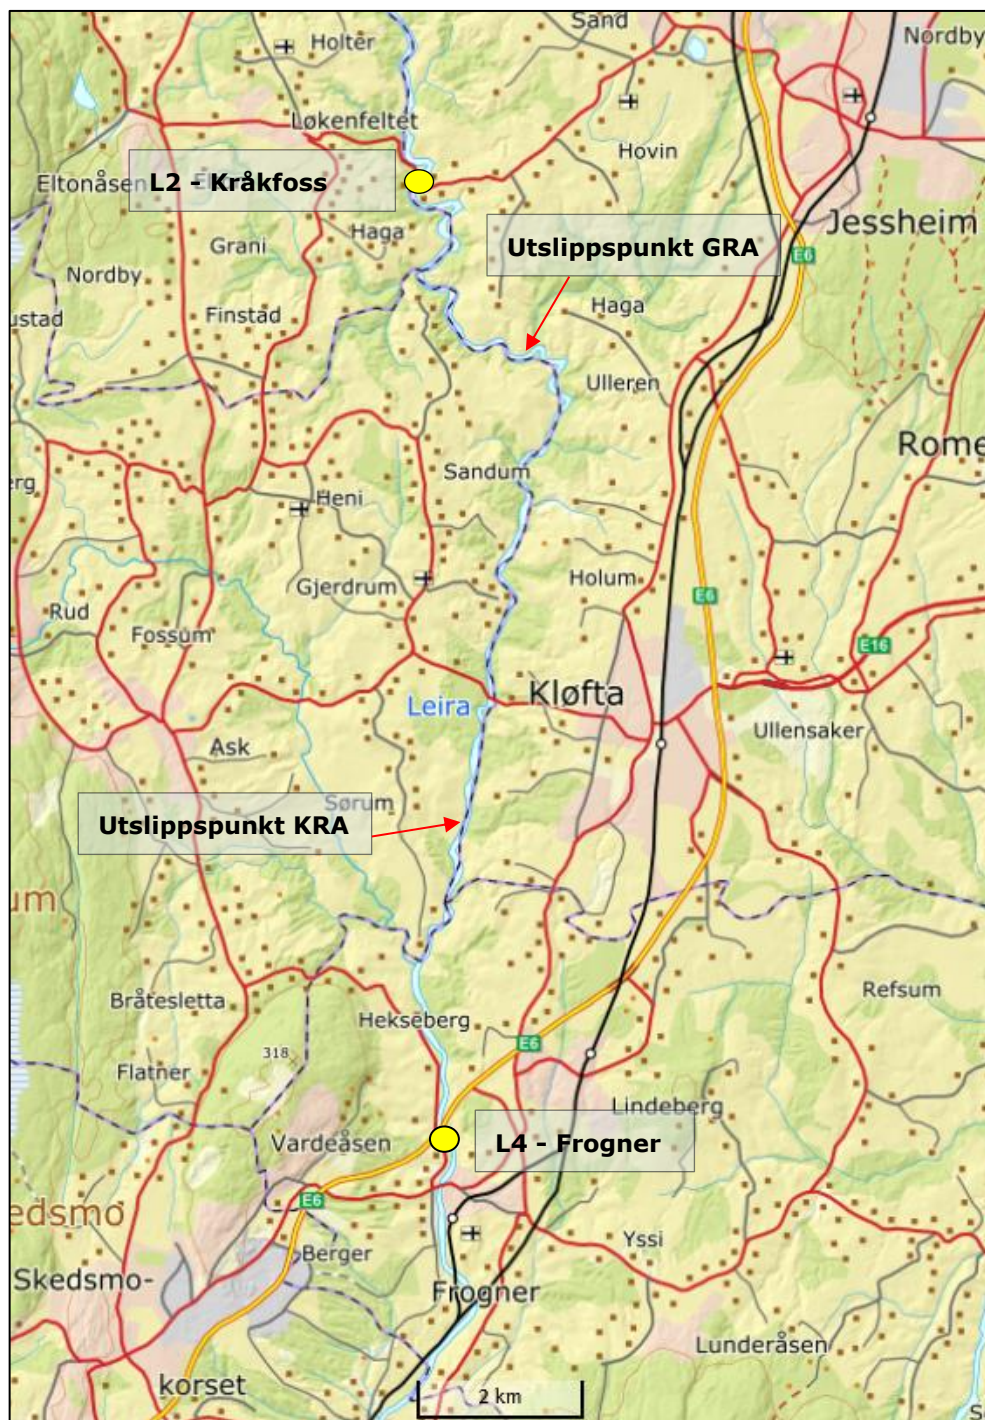 Holter
Sand
Nordby
Løkenfeltet
Hovin
Eltonåsen
L2 - Kråkfoss
Jessheim
Haga
Grani
Utslippspunkt GRA
E6
Nordby
Haga
ustad
Finstad
Ulleren
Rome
Sandum
erg
Heni
Holum
Gjerdrum
E6
Rud
Fossum
E16
Kløfta
Leira
Ullensaker
Ask
Sørum
Utslippspunkt KRA
um
Refsum
Bråtesletta
Hekseberg
E6
318
Flatner
Lindeberg
Vardeåsen
L4 - Frogner
E6
edsmo
Yssi
Berger
Skedsmo-
Frogner
Lunderåsen
korset
2 km
S